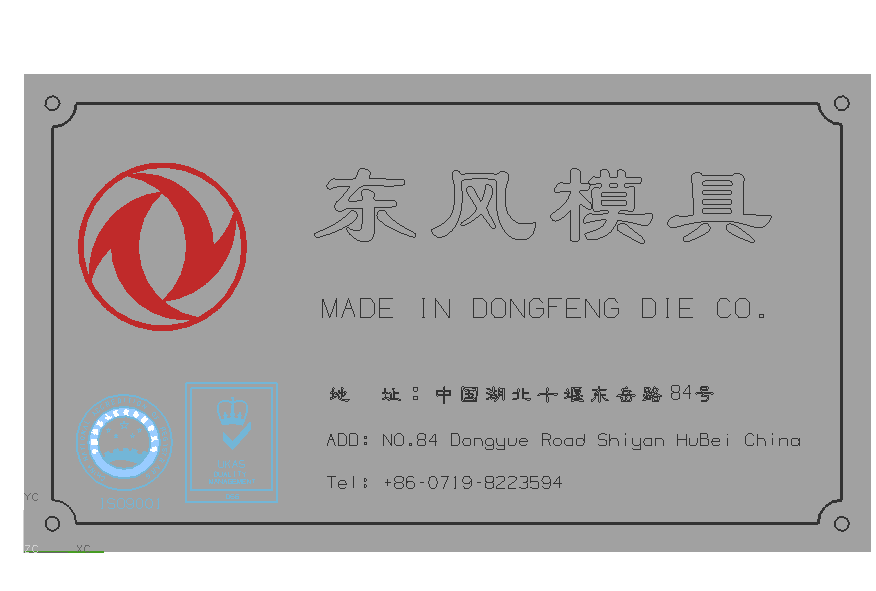 东风模具
MADE IN DONGFENG DIE CO.
地 址：中国湖北十堰东岳路84号
ADD: NO.84 Dongyue Road Shiyan HuBei China
Tel: +86-0719-8223594
ISO9001
YC
ZC XC